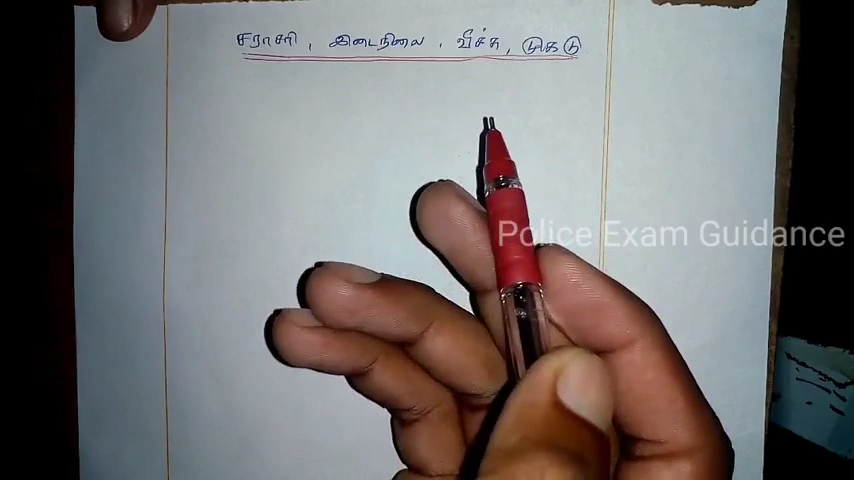 சராசரி, இடைநிலை, வீச்சு, முகடு
Police Exam Guidance